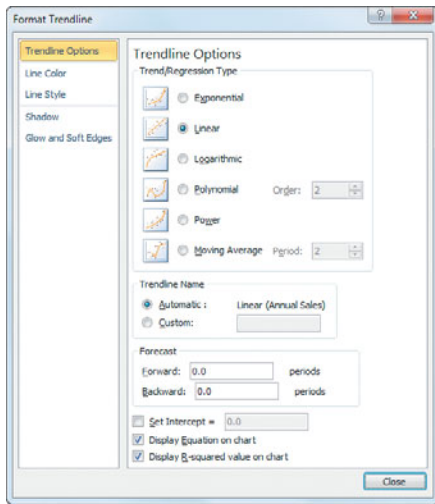 Format Trendline
Trendline Options
Line Color
Line Style
Shadow
Glow and Soft Edges
Trendline Options
Trend/Regression Type
Exponential
Linear
Logarithmic
Polynomial Order: 2
Power
Moving Average Period: 2
Trendline Name
Automatic : Linear (Annual Sales)
Custom:
Forecast
Forward: 0.0 periods
Backward: 0.0 periods
Set Intercept = 0.0
Display Equation on chart
Display R-squared value on chart
Close